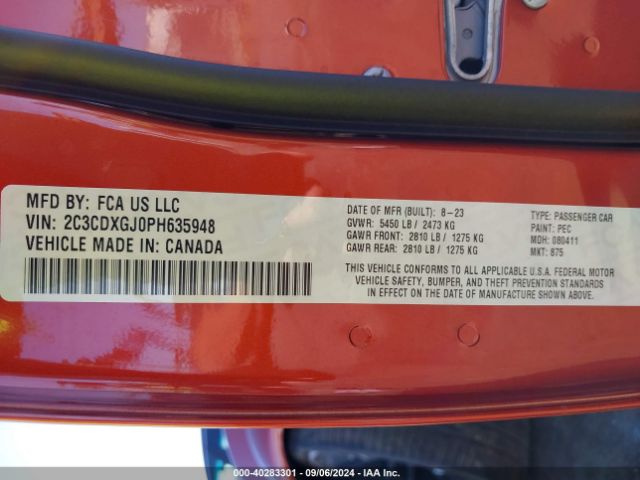 MFD BY: FCA US LLC
VIN: 2C3CDXGJ0PH635948
VEHICLE MADE IN: CANADA
DATE OF MFR (BUILT): 8-23
GVWR: 5450 LB / 2473 KG
GAWR FRONT: 2810 LB / 1275 KG
GAWR REAR: 2810 LB / 1275 KG
TYPE: PASSENGER CAR
PAINT: PEC
MDH: 080411
MKT: 875
THIS VEHICLE CONFORMS TO ALL APPLICABLE U.S.A. FEDERAL MOTOR
VEHICLE SAFETY, BUMPER, AND THEFT PREVENTION STANDARDS
IN EFFECT ON THE DATE OF MANUFACTURE SHOWN ABOVE.
000-40283301 - 09/06/2024 - IAA Inc.